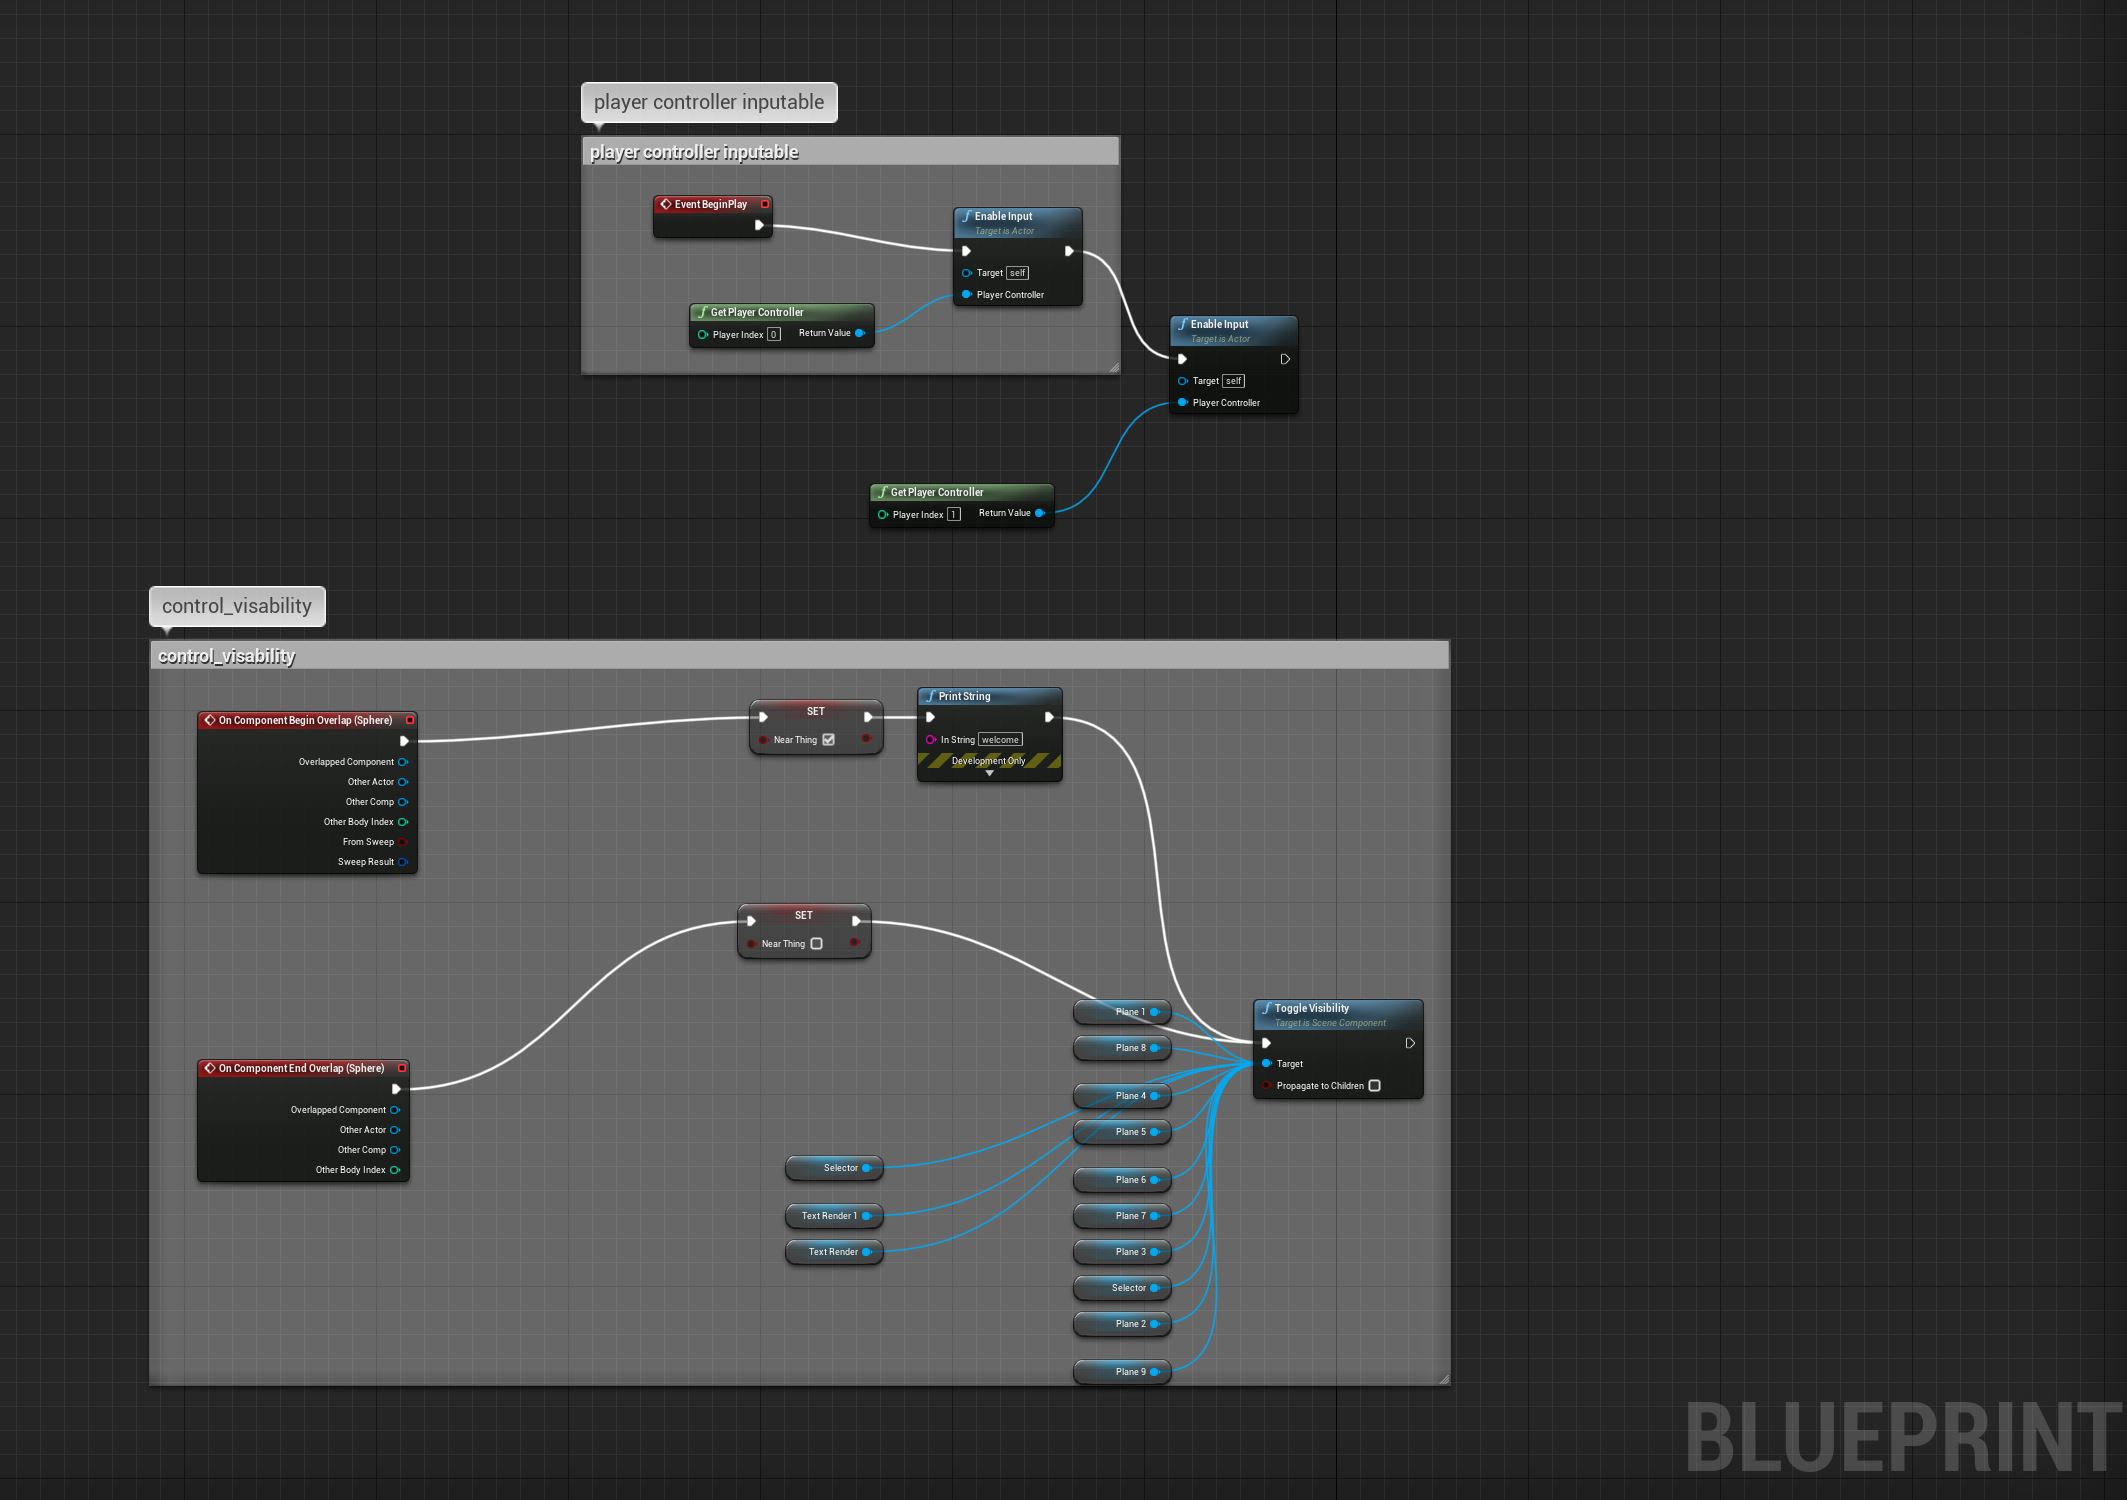 player controller inputable
player controller inputable
Event BeginPlay
Enable Input
Target is Actor
Target self
Player Controller
Get Player Controller
Player Index 0 Return Value
Enable Input
Target is Actor
Target self
Player Controller
Get Player Controller
Player Index 1 Return Value
control_visability
control_visability
On Component Begin Overlap (Sphere)
Overlapped Component
Other Actor
Other Comp
Other Body Index
From Sweep
Sweep Result
SET
Near Thing
Print String
In String welcome
Development Only
SET
Near Thing
On Component End Overlap (Sphere)
Overlapped Component
Other Actor
Other Comp
Other Body Index
Selector
Text Render 1
Text Render
Plane 1
Plane 8
Plane 4
Plane 5
Plane 6
Plane 7
Plane 3
Selector
Plane 2
Plane 9
Toggle Visibility
Target is Scene Component
Target
Propagate to Children
BLUEPRINT